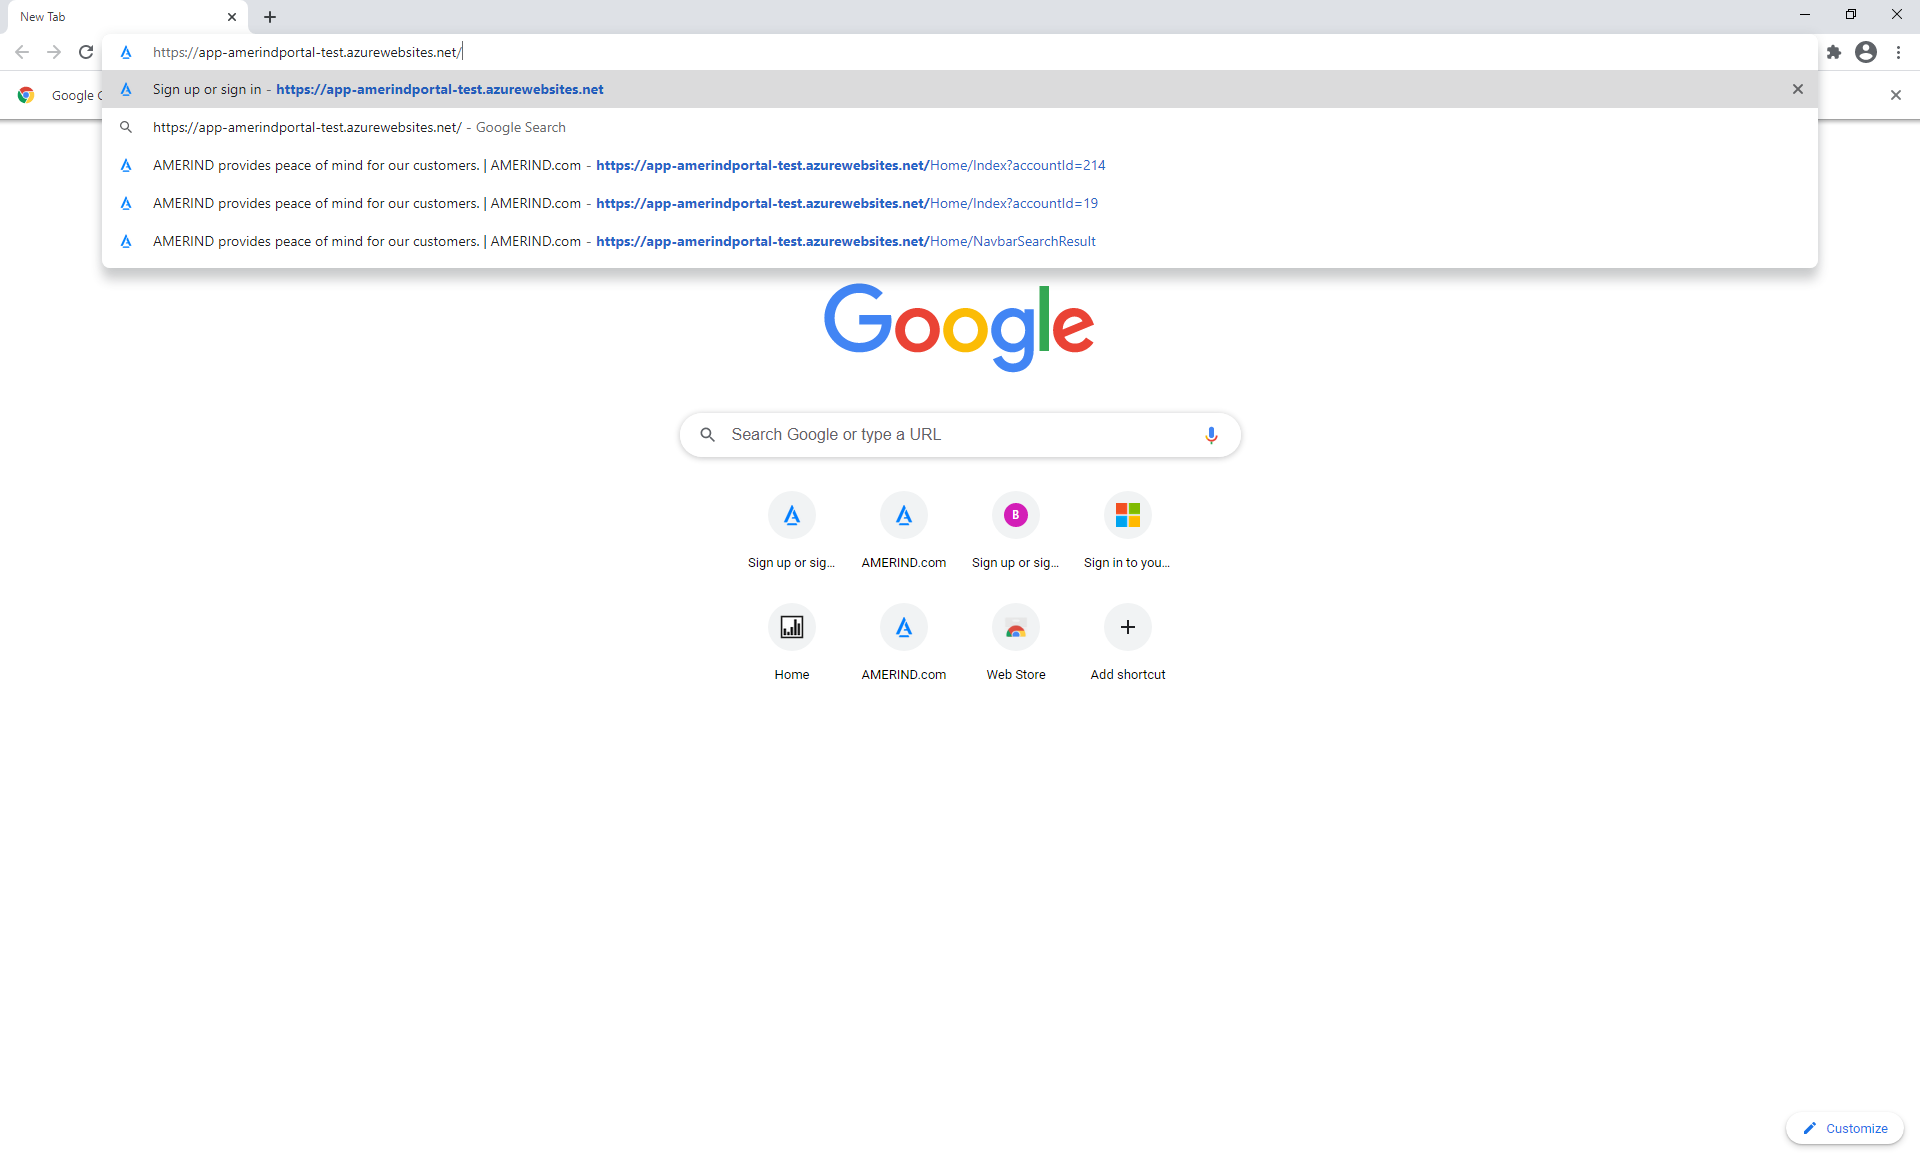 New Tab
https://app-amerindportal-test.azurewebsites.net/
Sign up or sign in - https://app-amerindportal-test.azurewebsites.net
Google C
https://app-amerindportal-test.azurewebsites.net/ - Google Search
AMERIND provides peace of mind for our customers. | AMERIND.com - https://app-amerindportal-test.azurewebsites.net/Home/Index?accountId=214
AMERIND provides peace of mind for our customers. | AMERIND.com - https://app-amerindportal-test.azurewebsites.net/Home/Index?accountId=19
AMERIND provides peace of mind for our customers. | AMERIND.com - https://app-amerindportal-test.azurewebsites.net/Home/NavbarSearchResult
Google
Search Google or type a URL
B
Sign up or sig...
AMERIND.com
Sign up or sig...
Sign in to you...
Home
AMERIND.com
Web Store
Add shortcut
Customize